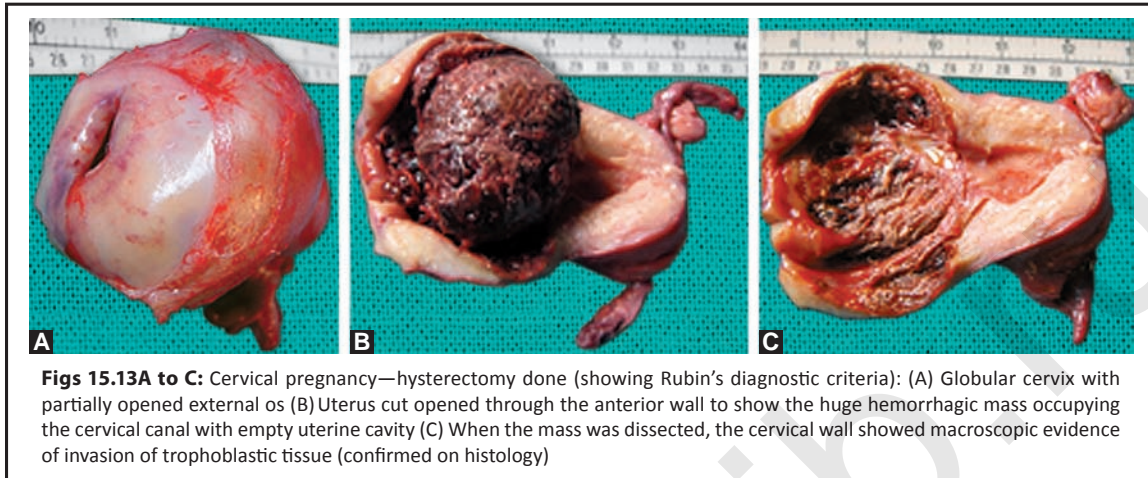 A
B
C
Figs 15.13A to C: Cervical pregnancy—hysterectomy done (showing Rubin's diagnostic criteria): (A) Globular cervix with
partially opened external os (B) Uterus cut opened through the anterior wall to show the huge hemorrhagic mass occupying
the cervical canal with empty uterine cavity (C) When the mass was dissected, the cervical wall showed macroscopic evidence
of invasion of trophoblastic tissue (confirmed on histology)